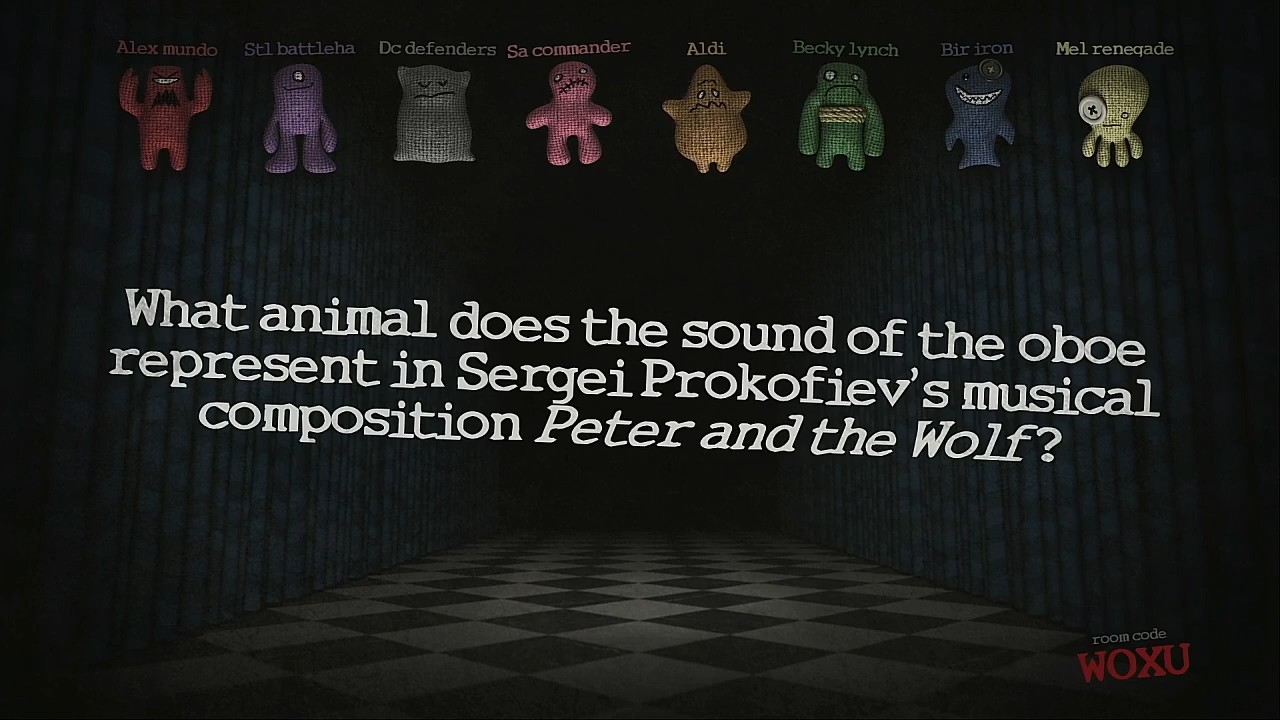 Alex mundo Stl battleha Dc defenders Sa commander Aldi Becky lynch Bir iron Mel renegade
What animal does the sound of the oboe
represent in Sergei Prokofiev's musical
composition Peter and the Wolf?
room code
WOXU